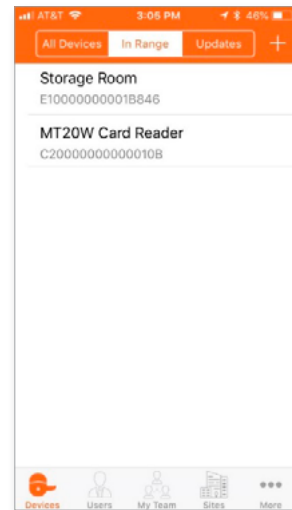 AT&T 3:05 PM 46%
All Devices In Range Updates +
Storage Room
E10000000001B846
MT20W Card Reader
C20000000000010B
Devices Users My Team Sites More